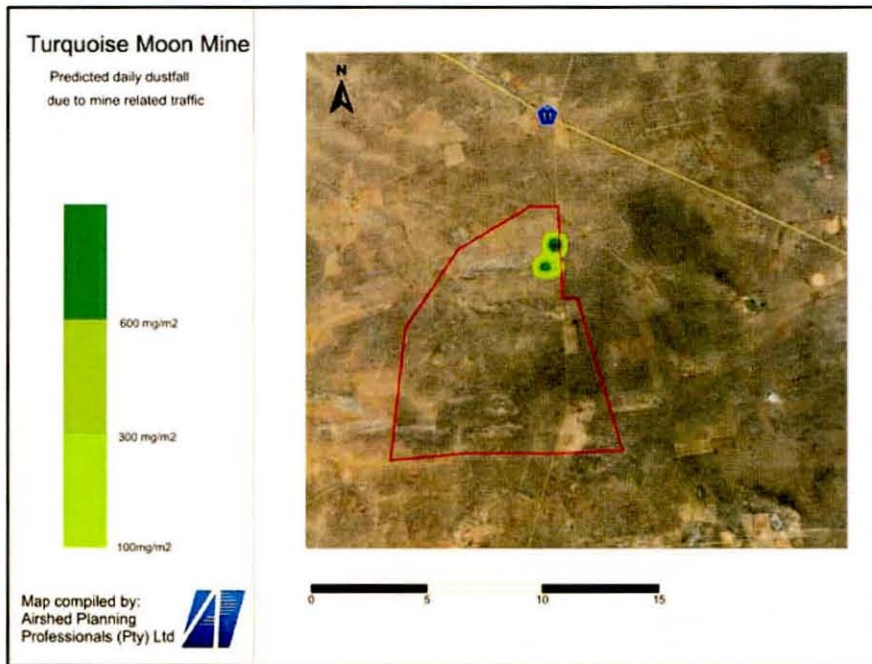 Turquoise Moon Mine
Predicted daily dustfall
due to mine related traffic
N
11
600 mg/m2
300 mg/m2
100mg/m2
0 5 10 15
Map compiled by:
Airshed Planning
Professionals (Pty) Ltd